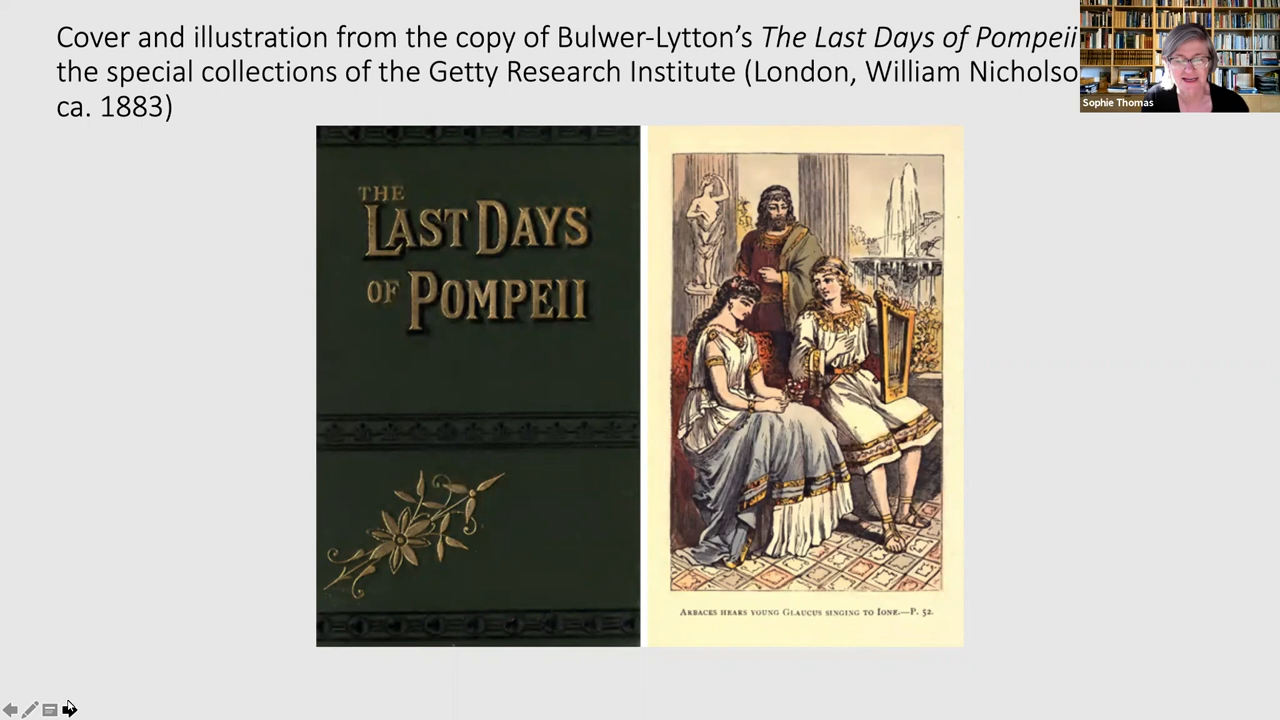 Cover and illustration from the copy of Bulwer-Lytton’s The Last Days of Pompeii
the special collections of the Getty Research Institute (London, William
ca. 1883)
Sophie Thomas
THE
LAST DAYS
OF POMPEII
ARBACES HEARS YOUNG GLAUCUS SINGING TO IONE.—P. 52.